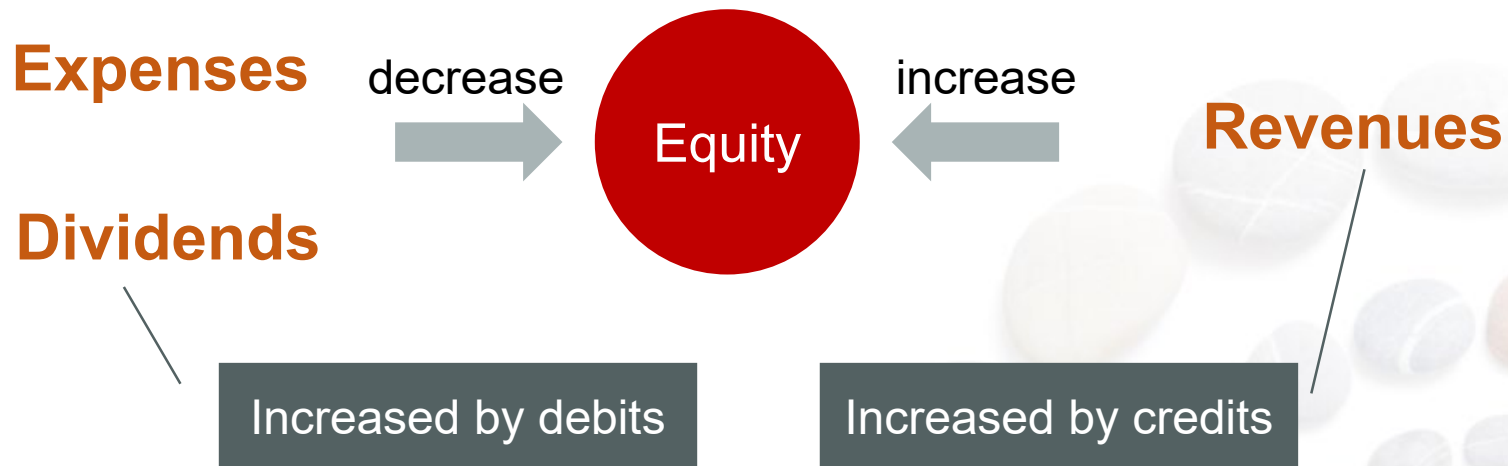 Expenses
decrease
Equity
increase
Revenues
Dividends
Increased by debits
Increased by credits